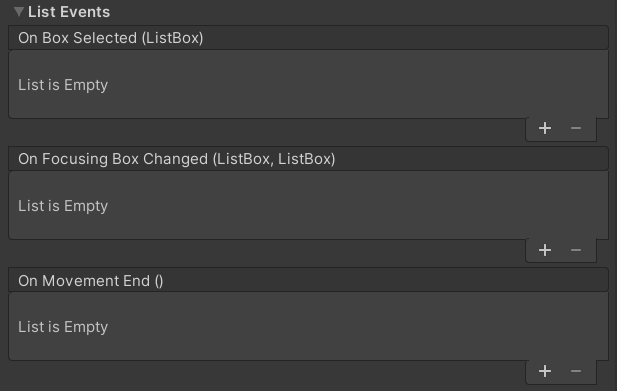 List Events
On Box Selected (ListBox)
List is Empty
+ −
On Focusing Box Changed (ListBox, ListBox)
List is Empty
+ −
On Movement End ()
List is Empty
+ −